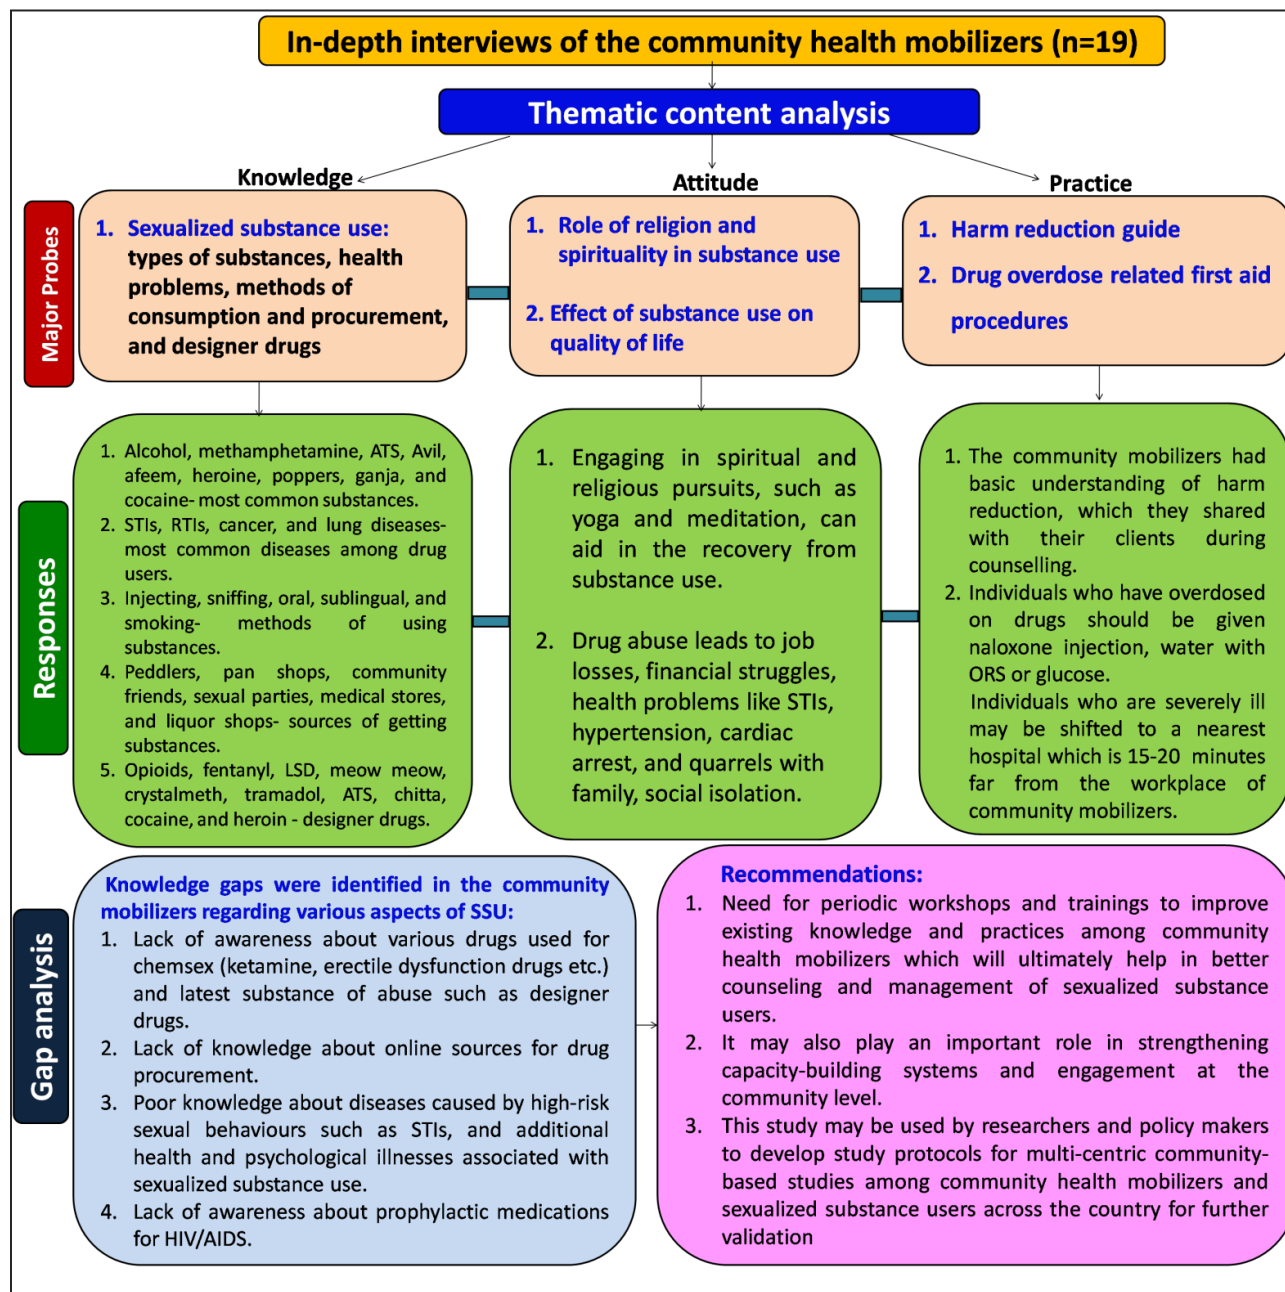 In-depth interviews of the community health mobilizers (n=19)
Thematic content analysis
Knowledge
Attitude
Practice
Major Probes
1. Sexualized substance use:
types of substances, health
problems, methods of
consumption and procurement,
and designer drugs
1. Role of religion and
spirituality in substance use
2. Effect of substance use on
quality of life
1. Harm reduction guide
2. Drug overdose related first aid
procedures
Responses
1. Alcohol, methamphetamine, ATS, Avil,
afeem, heroine, poppers, ganja, and
cocaine- most common substances.
2. STIs, RTIs, cancer, and lung diseases-
most common diseases among drug
users.
3. Injecting, sniffing, oral, sublingual, and
smoking- methods of using
substances.
4. Peddlers, pan shops, community
friends, sexual parties, medical stores,
and liquor shops- sources of getting
substances.
5. Opioids, fentanyl, LSD, meow meow,
crystalmeth, tramadol, ATS, chitta,
cocaine, and heroin - designer drugs.
1. Engaging in spiritual and
religious pursuits, such as
yoga and meditation, can
aid in the recovery from
substance use.
2. Drug abuse leads to job
losses, financial struggles,
health problems like STIs,
hypertension, cardiac
arrest, and quarrels with
family, social isolation.
1. The community mobilizers had
basic understanding of harm
reduction, which they shared
with their clients during
counselling.
2. Individuals who have overdosed
on drugs should be given
naloxone injection, water with
ORS or glucose.
Individuals who are severely ill
may be shifted to a nearest
hospital which is 15-20 minutes
far from the workplace of
community mobilizers.
Gap analysis
Knowledge gaps were identified in the community
mobilizers regarding various aspects of SSU:
1. Lack of awareness about various drugs used for
chemsex (ketamine, erectile dysfunction drugs etc.)
and latest substance of abuse such as designer
drugs.
2. Lack of knowledge about online sources for drug
procurement.
3. Poor knowledge about diseases caused by high-risk
sexual behaviours such as STIs, and additional
health and psychological illnesses associated with
sexualized substance use.
4. Lack of awareness about prophylactic medications
for HIV/AIDS.
Recommendations:
1. Need for periodic workshops and trainings to improve
existing knowledge and practices among community
health mobilizers which will ultimately help in better
counseling and management of sexualized substance
users.
2. It may also play an important role in strengthening
capacity-building systems and engagement at the
community level.
3. This study may be used by researchers and policy makers
to develop study protocols for multi-centric community-
based studies among community health mobilizers and
sexualized substance users across the country for further
validation